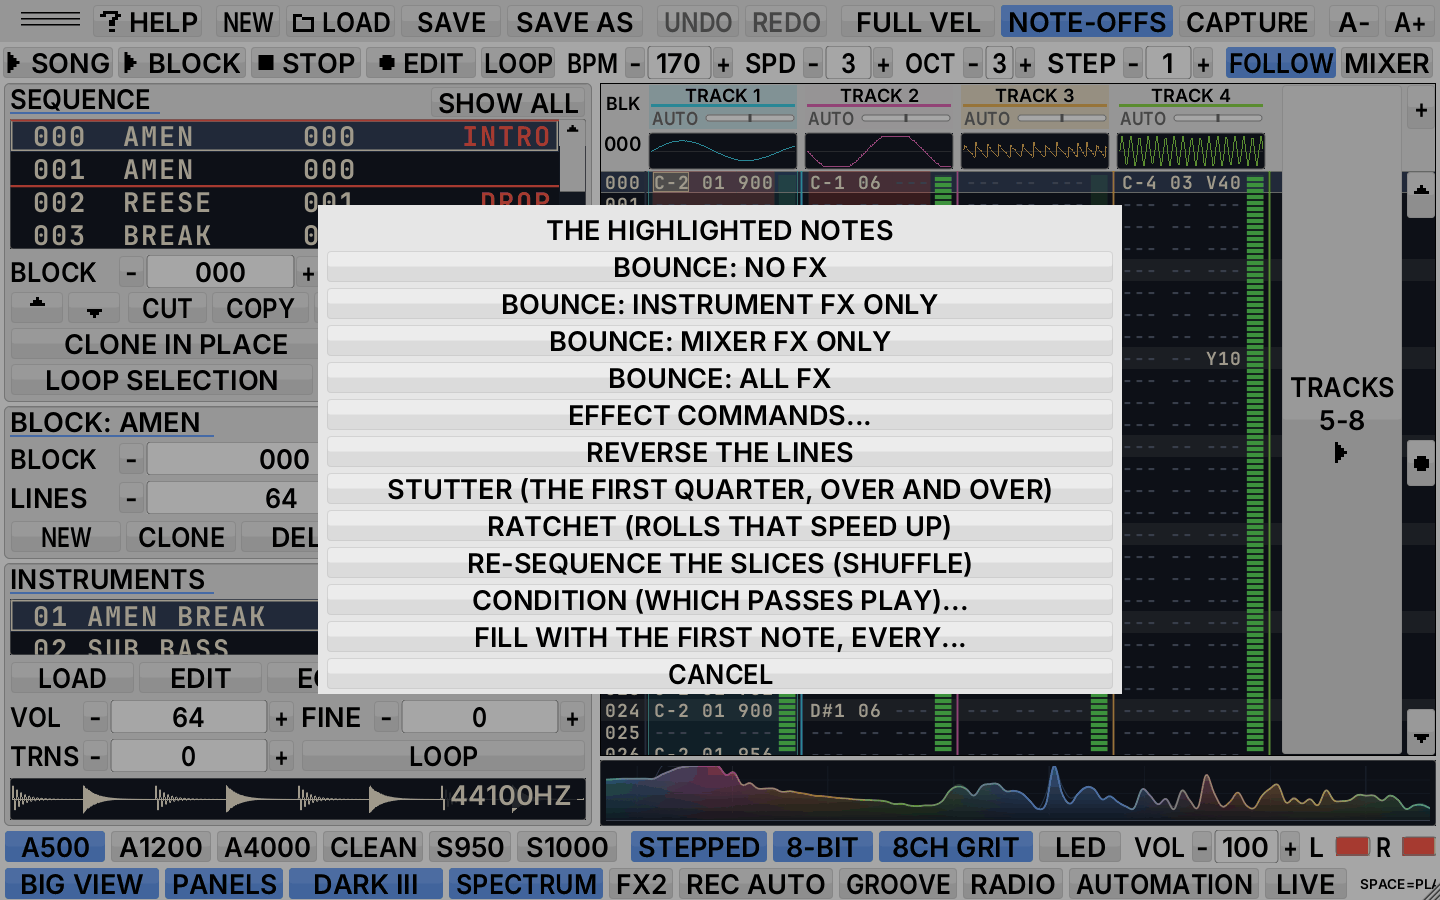 ? HELP NEW LOAD SAVE SAVE AS UNDO REDO FULL VEL NOTE-OFFS CAPTURE A- A+
SONG BLOCK STOP EDIT LOOP BPM - 170 + SPD - 3 + OCT - 3 + STEP - 1 + FOLLOW MIXER
SEQUENCE SHOW ALL
000 AMEN 000 INTRO
001 AMEN 000
002 REESE 001 DROP
003 BREAK 0
BLOCK - 000 +
CUT COPY
CLONE IN PLACE
LOOP SELECTION
BLOCK: AMEN
BLOCK - 000
LINES - 64
NEW CLONE DEL
INSTRUMENTS
01 AMEN BREAK
02 SUB BASS
LOAD EDIT
VOL - 64 + FINE - 0 +
TRNS - 0 + LOOP
44100HZ
BLK TRACK 1 TRACK 2 TRACK 3 TRACK 4 +
AUTO AUTO AUTO AUTO
000
000 C-2 01 900 C-1 06 --- --- -- --- C-4 03 V40
001
Y10
TRACKS
5-8
THE HIGHLIGHTED NOTES
BOUNCE: NO FX
BOUNCE: INSTRUMENT FX ONLY
BOUNCE: MIXER FX ONLY
BOUNCE: ALL FX
EFFECT COMMANDS...
REVERSE THE LINES
STUTTER (THE FIRST QUARTER, OVER AND OVER)
RATCHET (ROLLS THAT SPEED UP)
RE-SEQUENCE THE SLICES (SHUFFLE)
CONDITION (WHICH PASSES PLAY)...
FILL WITH THE FIRST NOTE, EVERY...
CANCEL
024 C-2 01 900 D#1 06 --- --- -- ---
025
026 C-2 01 956
A500 A1200 A4000 CLEAN S950 S1000 STEPPED 8-BIT 8CH GRIT LED VOL - 100 + L R
BIG VIEW PANELS DARK III SPECTRUM FX2 REC AUTO GROOVE RADIO AUTOMATION LIVE SPACE=PL